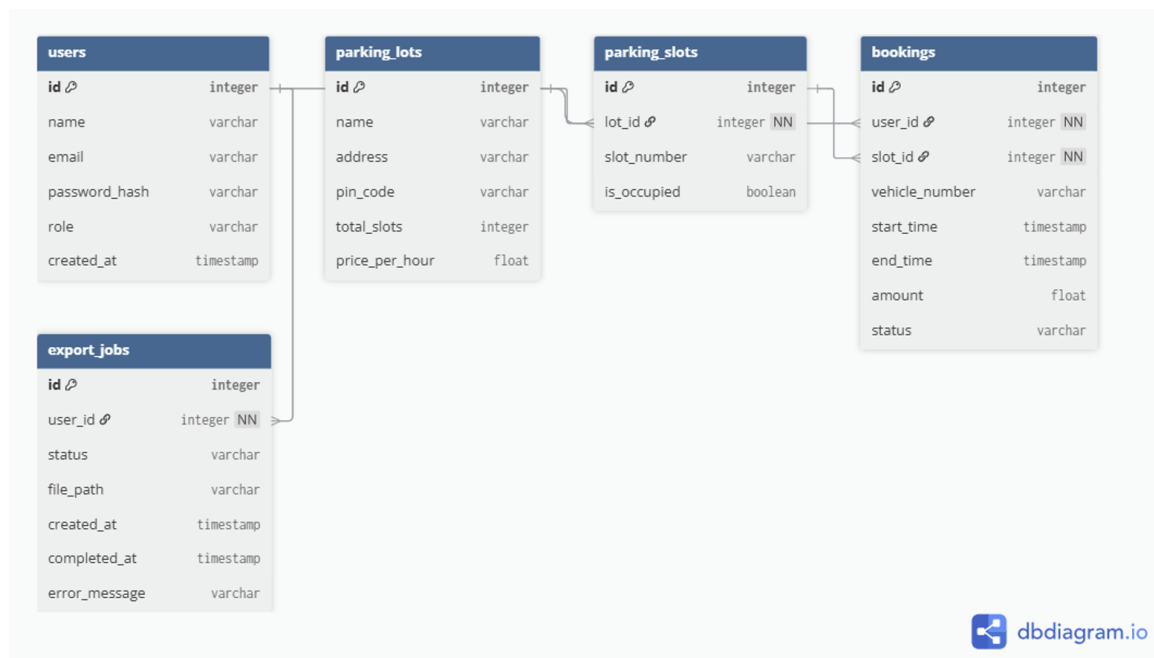 users
id integer
name varchar
email varchar
password_hash varchar
role varchar
created_at timestamp
parking_lots
id integer
name varchar
address varchar
pin_code varchar
total_slots integer
price_per_hour float
parking_slots
id integer
lot_id integer NN
slot_number varchar
is_occupied boolean
bookings
id integer
user_id integer NN
slot_id integer NN
vehicle_number varchar
start_time timestamp
end_time timestamp
amount float
status varchar
export_jobs
id integer
user_id integer NN
status varchar
file_path varchar
created_at timestamp
completed_at timestamp
error_message varchar
dbdiagram.io